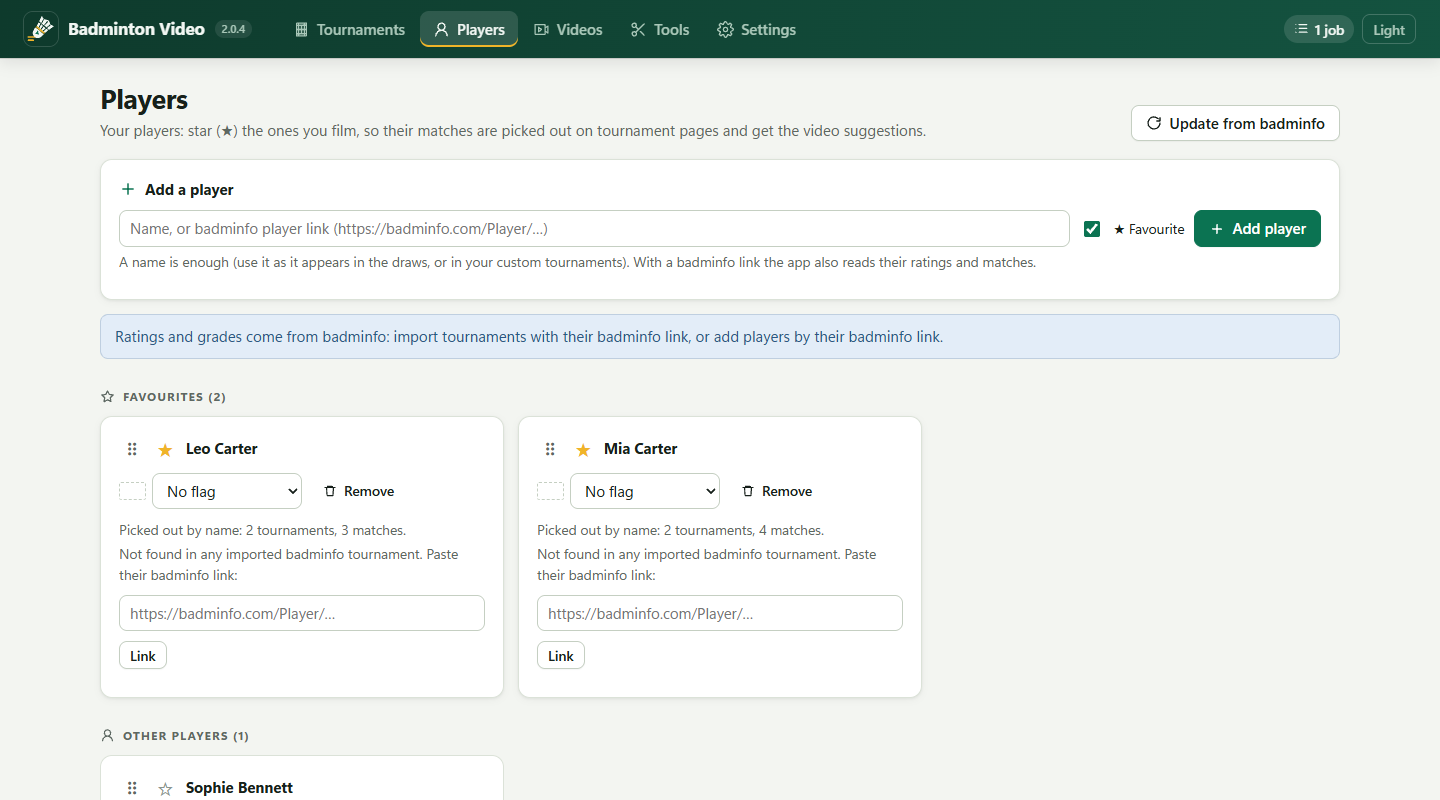 Badminton Video 2.0.4 Tournaments Players Videos Tools Settings 1 job Light
Players
Your players: star (★) the ones you film, so their matches are picked out on tournament pages and get the video suggestions.
Update from badminfo
+ Add a player
Name, or badminfo player link (https://badminfo.com/Player/...)
★ Favourite
+ Add player
A name is enough (use it as it appears in the draws, or in your custom tournaments). With a badminfo link the app also reads their ratings and matches.
Ratings and grades come from badminfo: import tournaments with their badminfo link, or add players by their badminfo link.
FAVOURITES (2)
Leo Carter
No flag
Remove
Picked out by name: 2 tournaments, 3 matches.
Not found in any imported badminfo tournament. Paste
their badminfo link:
https://badminfo.com/Player/...
Link
Mia Carter
No flag
Remove
Picked out by name: 2 tournaments, 4 matches.
Not found in any imported badminfo tournament. Paste
their badminfo link:
https://badminfo.com/Player/...
Link
OTHER PLAYERS (1)
Sophie Bennett